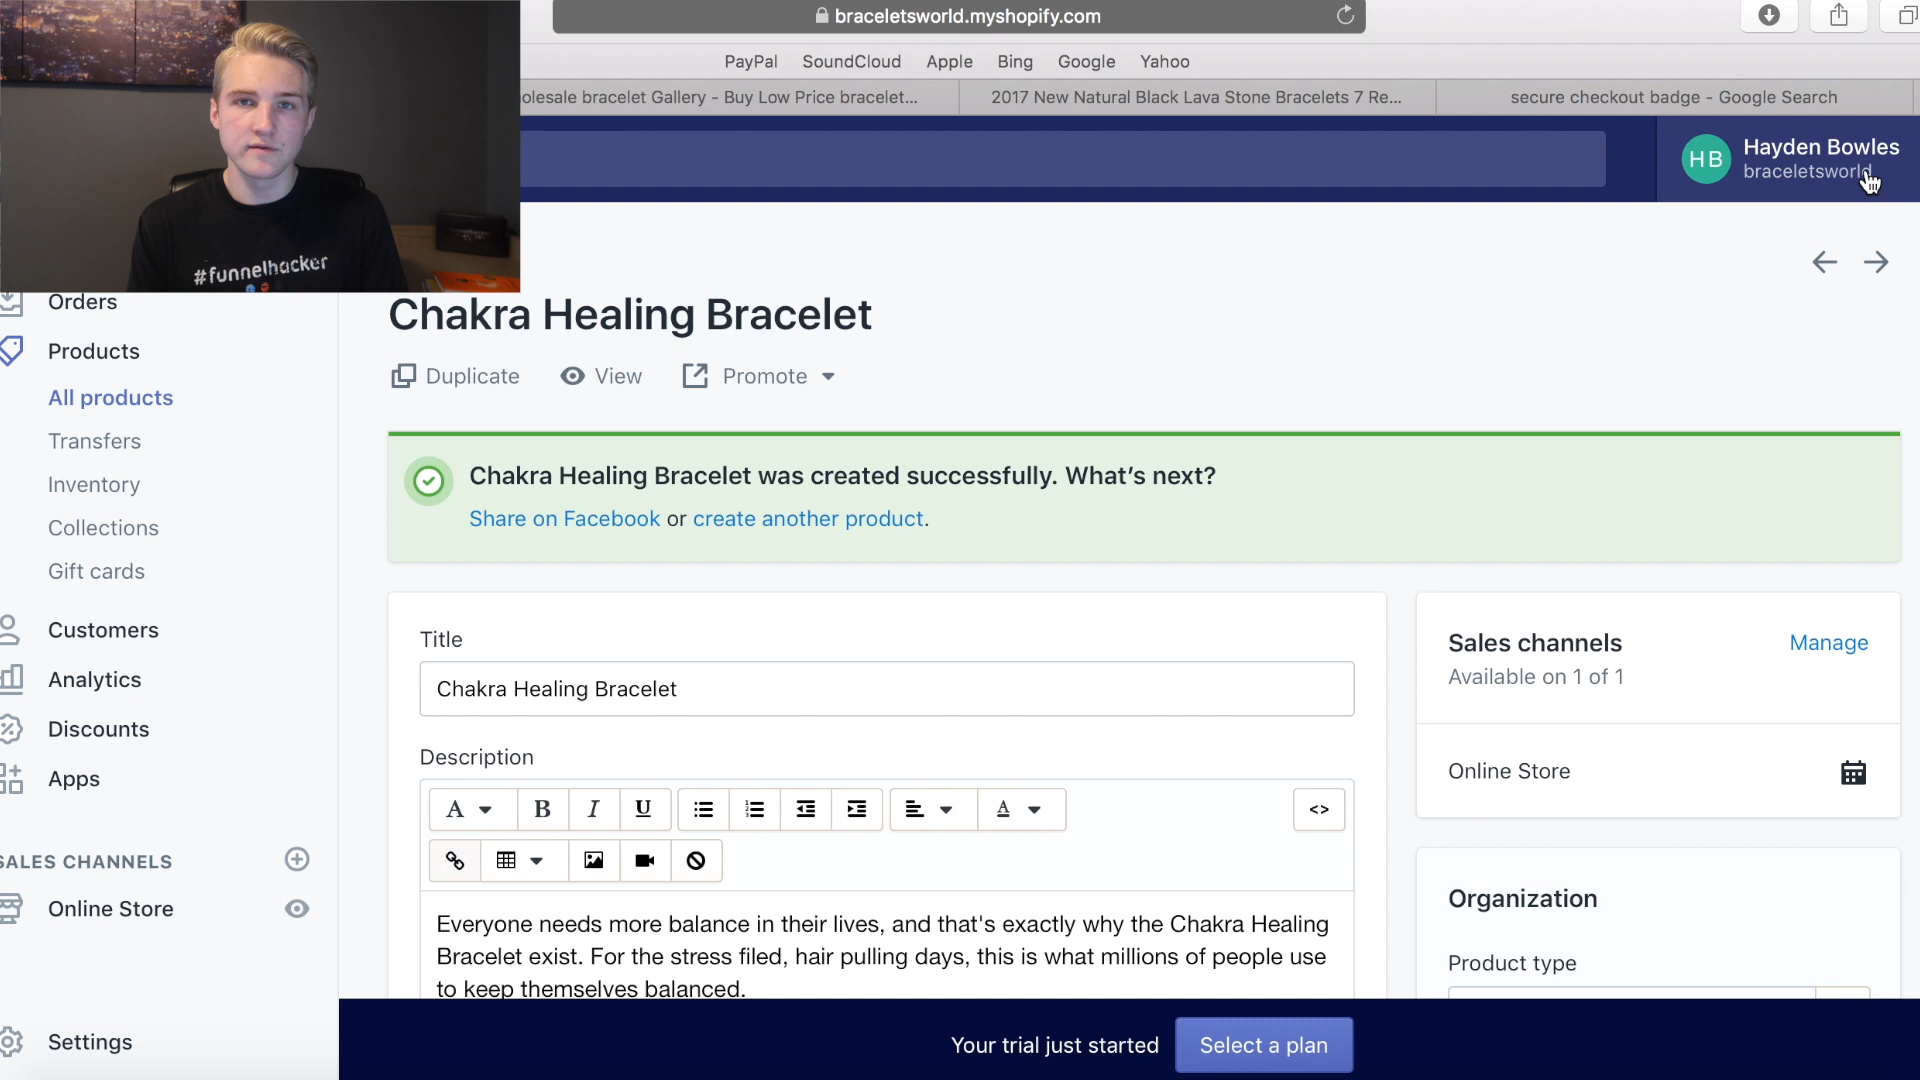 braceletsworld.myshopify.com
PayPal SoundCloud Apple Bing Google Yahoo
bracelet Gallery - Buy Low Price bracelet...
2017 New Natural Black Lava Stone Bracelets 7 Re...
secure checkout badge - Google Search
HB
Hayden Bowles
braceletsworld
#funnelhacker
Orders
Products
All products
Transfers
Inventory
Collections
Gift cards
Customers
Analytics
Discounts
Apps
SALES CHANNELS
Online Store
Settings
Chakra Healing Bracelet
Duplicate View Promote
Chakra Healing Bracelet was created successfully. What's next?
Share on Facebook or create another product.
Title
Chakra Healing Bracelet
Description
A B I U A <>
Everyone needs more balance in their lives, and that's exactly why the Chakra Healing
Bracelet exist. For the stress filed, hair pulling days, this is what millions of people use
to keep themselves balanced.
Sales channels Manage
Available on 1 of 1
Online Store
Organization
Product type
Your trial just started Select a plan